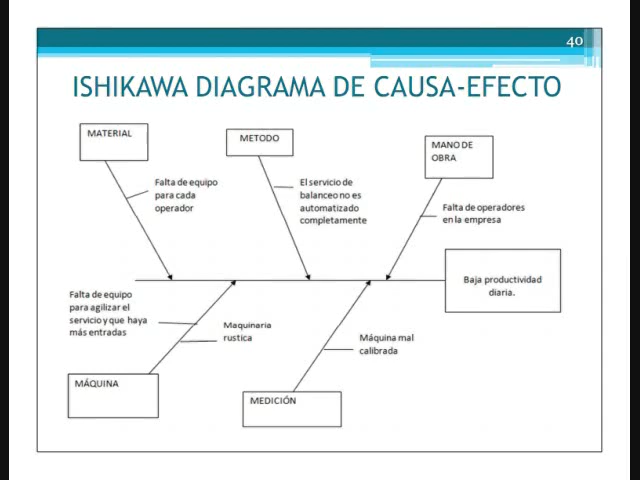 40
ISHIKAWA DIAGRAMA DE CAUSA-EFECTO
MATERIAL
METODO
MANO DE
OBRA
Falta de equipo
para cada
operador
El servicio de
balanceo no es
automatizado
completamente
Falta de operadores
en la empresa
Baja productividad
diaria.
Falta de equipo
para agilizar el
servicio y que haya
más entradas
Maquinaria
rustica
Máquina mal
calibrada
MÁQUINA
MEDICIÓN